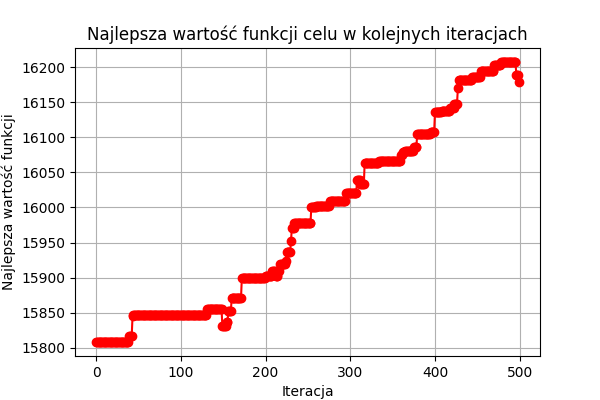 Najlepsza wartość funkcji celu w kolejnych iteracjach
Najlepsza wartość funkcji
16200
16150
16100
16050
16000
15950
15900
15850
15800
0 100 200 300 400 500
Iteracja